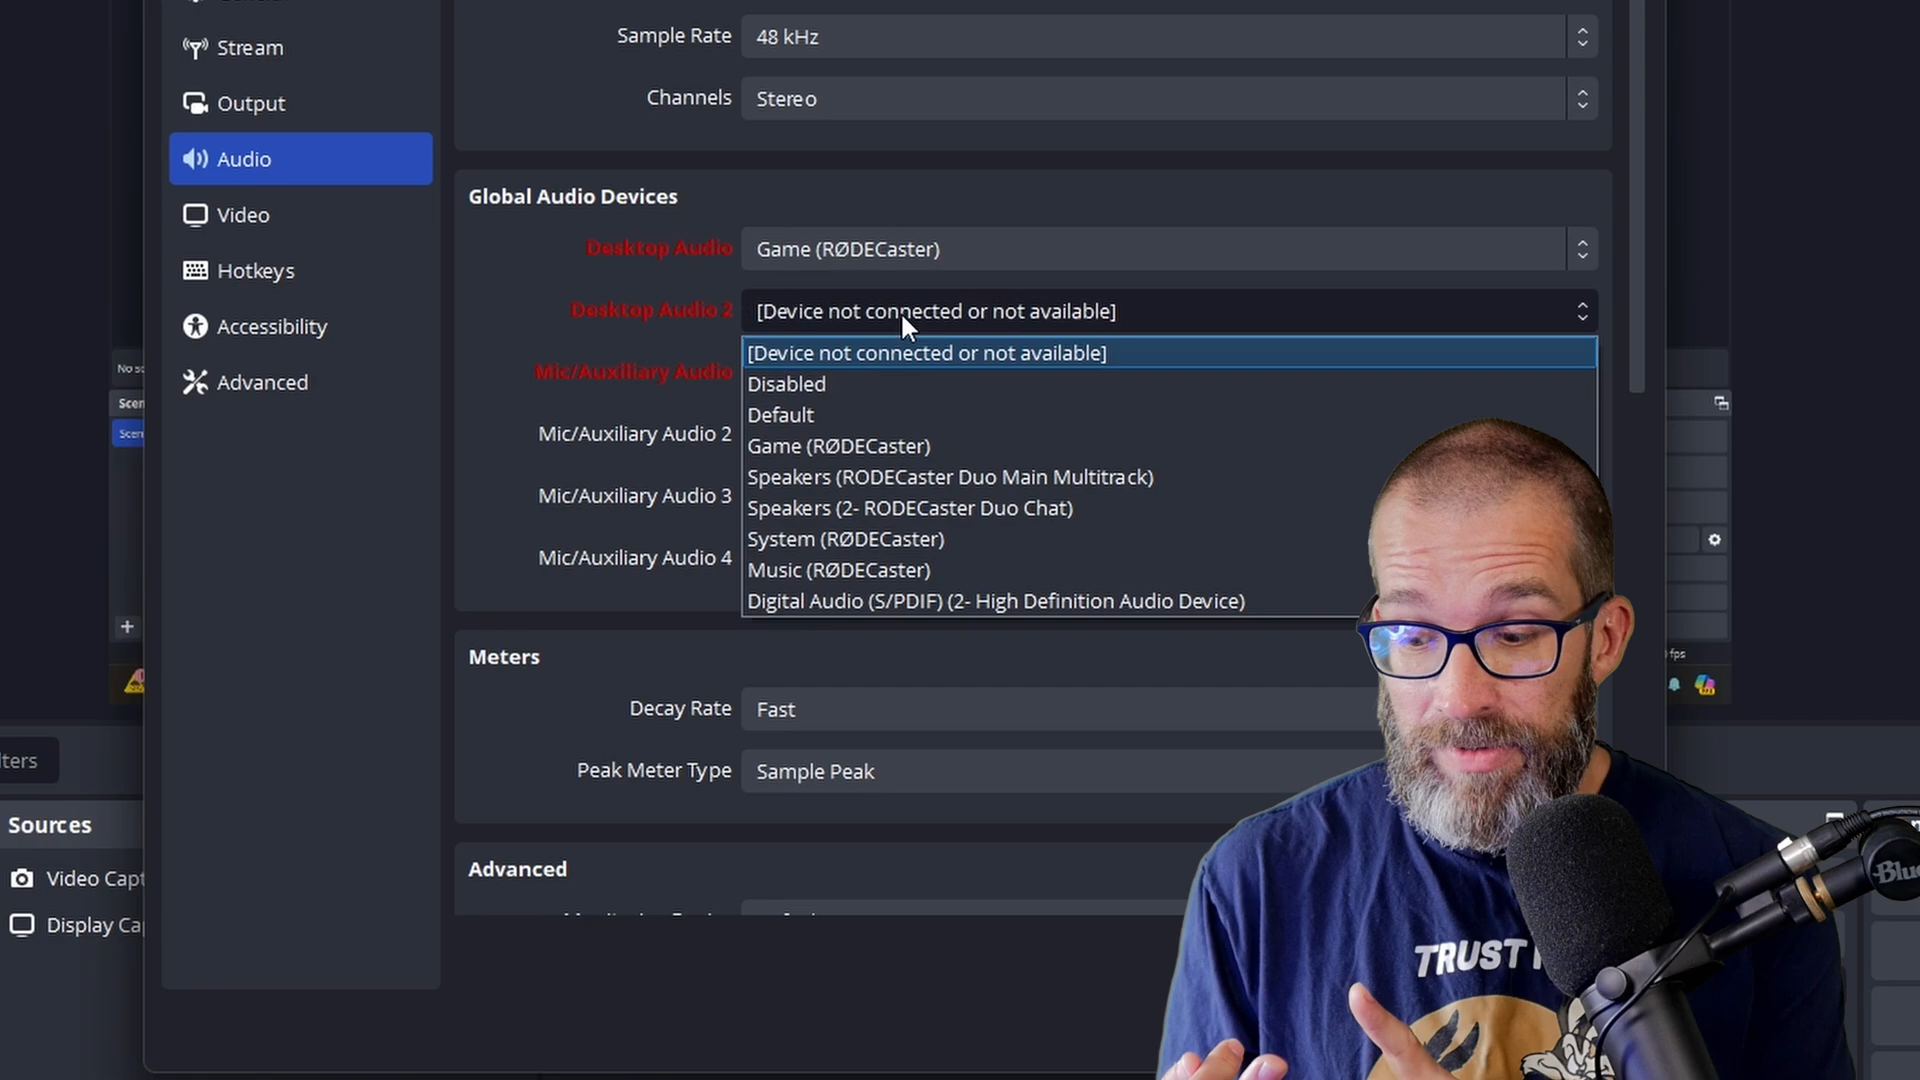 Sample Rate 48 kHz
Stream
Channels Stereo
Output
Audio
Global Audio Devices
Video
Desktop Audio Game (RØDECaster)
Hotkeys
Desktop Audio 2 [Device not connected or not available]
Accessibility
[Device not connected or not available]
Mic/Auxiliary Audio
Disabled
Advanced
Default
Mic/Auxiliary Audio 2
Game (RØDECaster)
Speakers (RODECaster Duo Main Multitrack)
Mic/Auxiliary Audio 3
Speakers (2- RODECaster Duo Chat)
System (RØDECaster)
Mic/Auxiliary Audio 4
Music (RØDECaster)
Digital Audio (S/PDIF) (2- High Definition Audio Device)
Meters
fps
Decay Rate Fast
Peak Meter Type Sample Peak
Sources
Advanced
Video Capt
Display Ca
Blue
TRUST